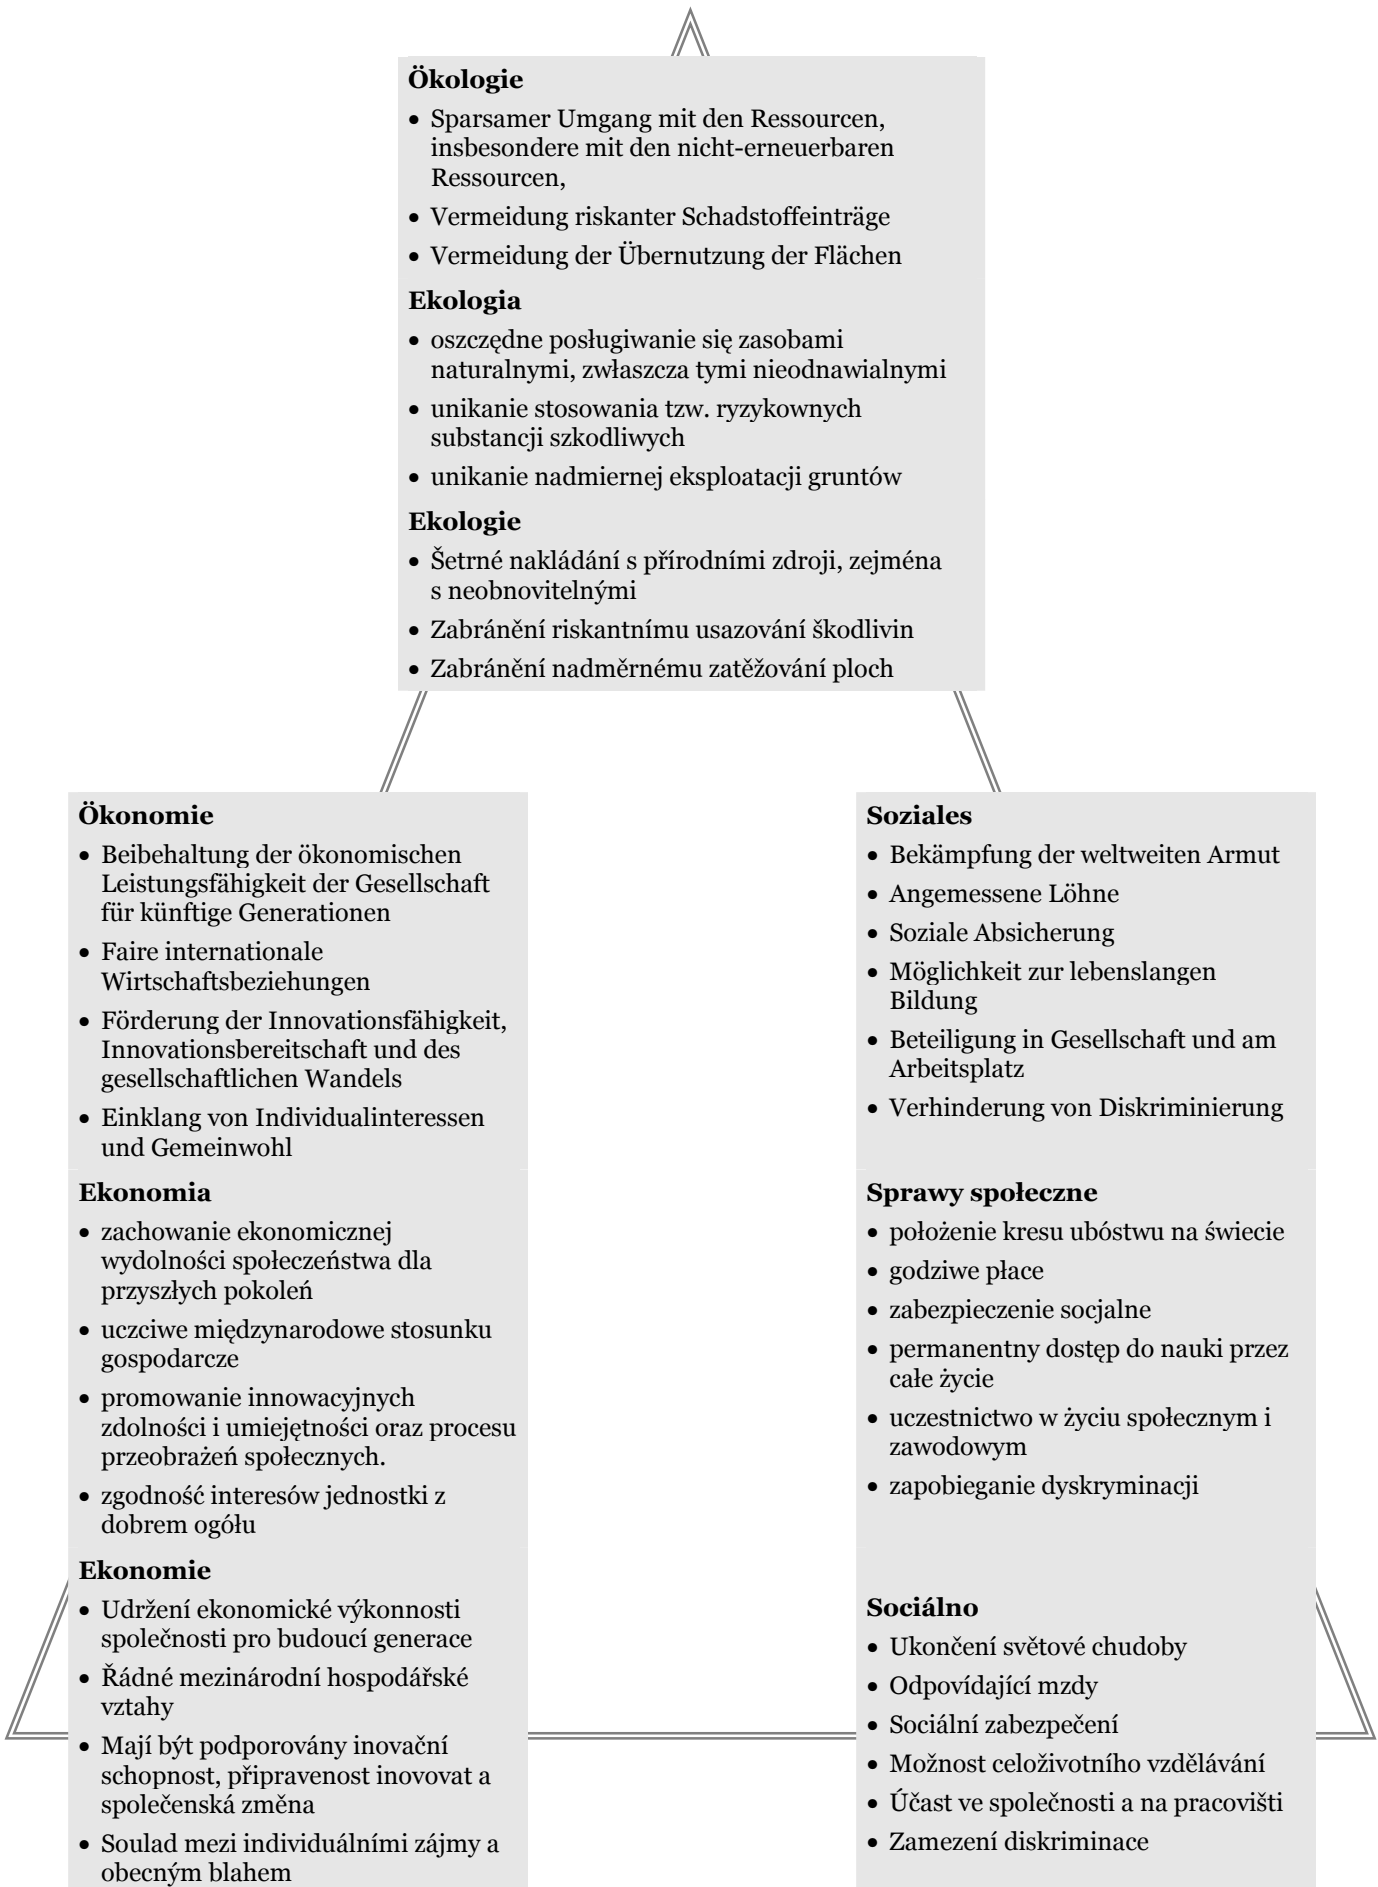 Ökologie
• Sparsamer Umgang mit den Ressourcen,
insbesondere mit den nicht-erneuerbaren
Ressourcen,
• Vermeidung riskanter Schadstoffeinträge
• Vermeidung der Übernutzung der Flächen
Ekologia
• oszczędne posługiwanie się zasobami
naturalnymi, zwłaszcza tymi nieodnawialnymi
• unikanie stosowania tzw. ryzykownych
substancji szkodliwych
• unikanie nadmiernej eksploatacji gruntów
Ekologie
• Šetrné nakládání s přírodními zdroji, zejména
s neobnovitelnými
• Zabránění riskantnímu usazování škodlivin
• Zabránění nadměrnému zatěžování ploch
Ökonomie
• Beibehaltung der ökonomischen
Leistungsfähigkeit der Gesellschaft
für künftige Generationen
• Faire internationale
Wirtschaftsbeziehungen
• Förderung der Innovationsfähigkeit,
Innovationsbereitschaft und des
gesellschaftlichen Wandels
• Einklang von Individualinteressen
und Gemeinwohl
Ekonomia
• zachowanie ekonomicznej
wydolności społeczeństwa dla
przyszłych pokoleń
• uczciwe międzynarodowe stosunku
gospodarcze
• promowanie innowacyjnych
zdolności i umiejętności oraz procesu
przeobrażeń społecznych.
• zgodność interesów jednostki z
dobrem ogółu
Ekonomie
• Udržení ekonomické výkonnosti
společnosti pro budoucí generace
• Řádné mezinárodní hospodářské
vztahy
• Mají být podporovány inovační
schopnost, připravenost inovovat a
společenská změna
• Soulad mezi individuálními zájmy a
obecným blahem
Soziales
• Bekämpfung der weltweiten Armut
• Angemessene Löhne
• Soziale Absicherung
• Möglichkeit zur lebenslangen
Bildung
• Beteiligung in Gesellschaft und am
Arbeitsplatz
• Verhinderung von Diskriminierung
Sprawy społeczne
• położenie kresu ubóstwu na świecie
• godziwe płace
• zabezpieczenie socjalne
• permanentny dostęp do nauki przez
całe życie
• uczestnictwo w życiu społecznym i
zawodowym
• zapobieganie dyskryminacji
Sociálno
• Ukončení světové chudoby
• Odpovídající mzdy
• Sociální zabezpečení
• Možnost celoživotního vzdělávání
• Účast ve společnosti a na pracovišti
• Zamezení diskriminace